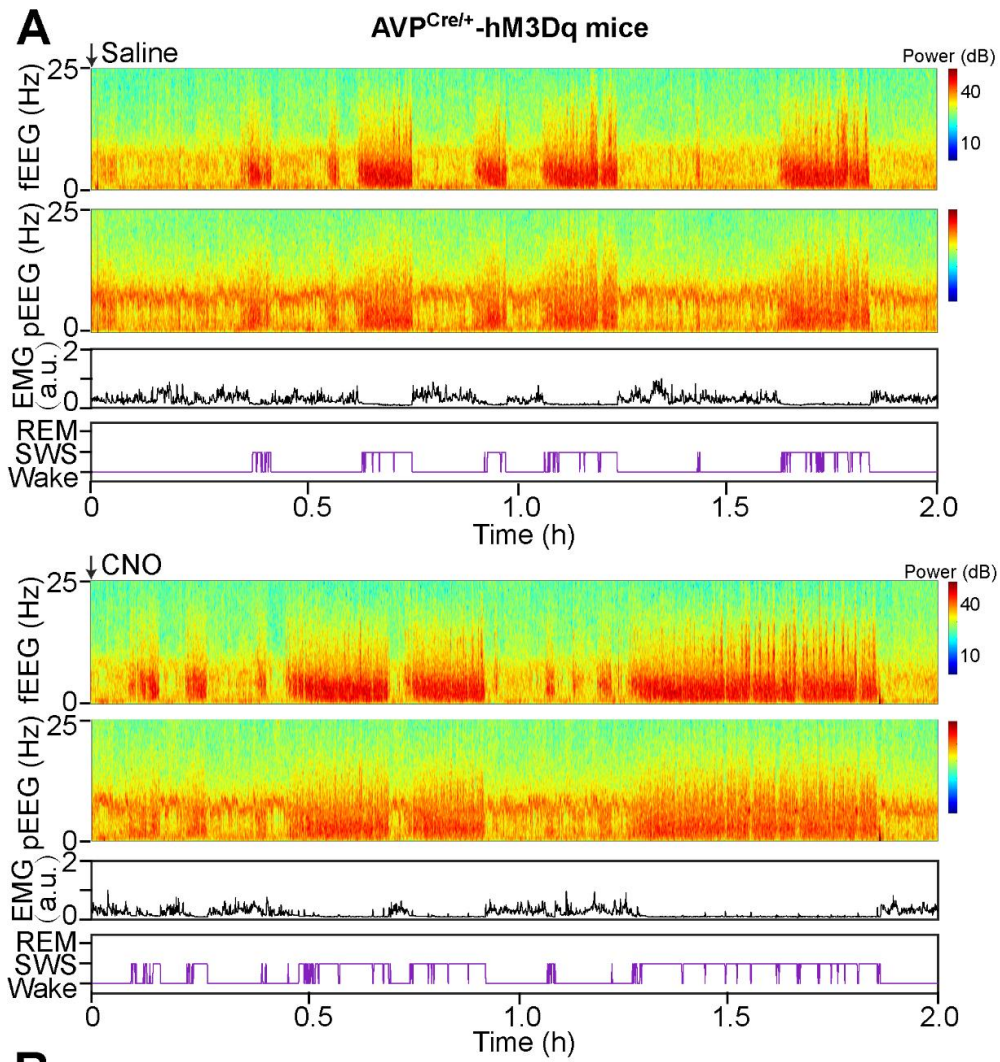 A
AVPCre/+-hM3Dq mice
↓ Saline
Power (dB)
25
fEEG (Hz)
0
40
10
25
pEEG (Hz)
0
EMG (a.u.)
2
0
REM
SWS
Wake
0 0.5 1.0 1.5 2.0
Time (h)
↓ CNO
Power (dB)
25
fEEG (Hz)
0
40
10
25
pEEG (Hz)
0
EMG (a.u.)
2
0
REM
SWS
Wake
0 0.5 1.0 1.5 2.0
Time (h)